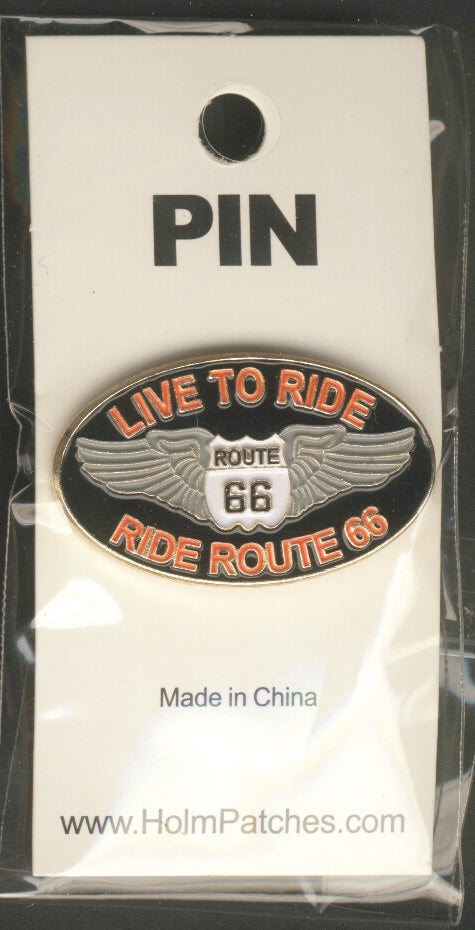 PIN
LIVE TO RIDE
ROUTE
66
RIDE ROUTE 66
Made in China
www.HolmPatches.com